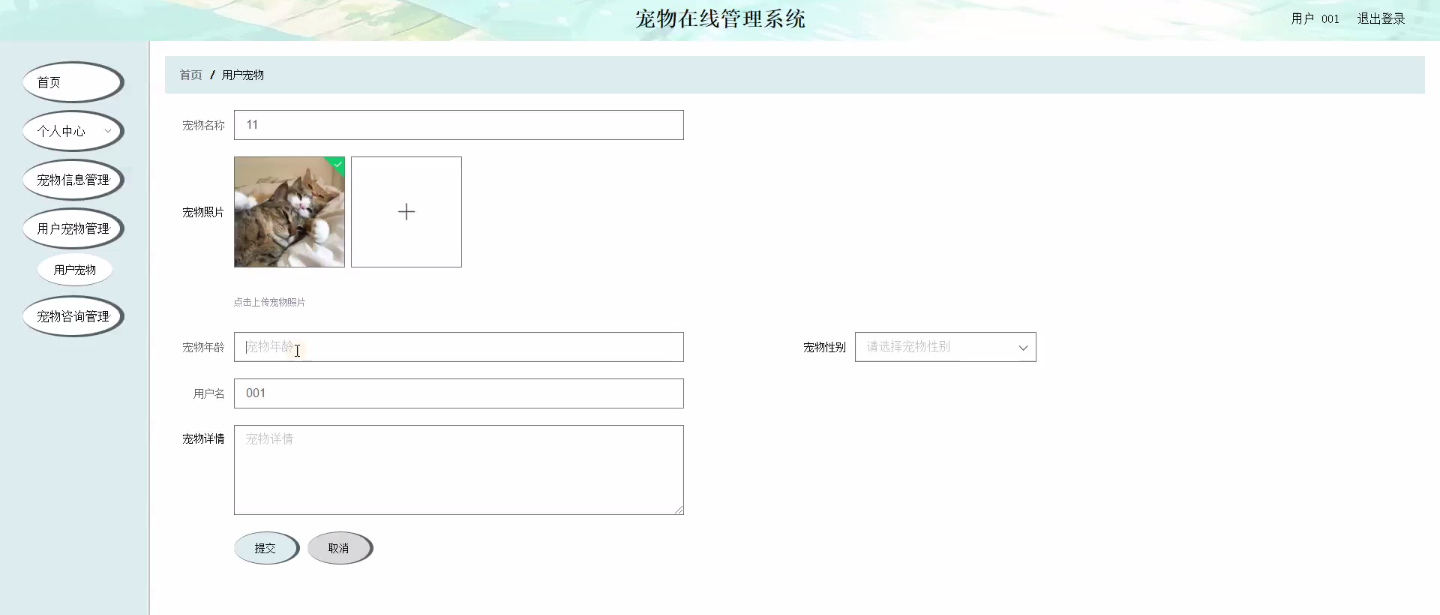 宠物在线管理系统
用户 001 退出登录
首页
个人中心
宠物信息管理
用户宠物管理
用户宠物
宠物咨询管理
首页 / 用户宠物
宠物名称 11
宠物照片
点击上传宠物照片
宠物年龄 宠物年龄
宠物性别 请选择宠物性别
用户名 001
宠物详情 宠物详情
提交 取消